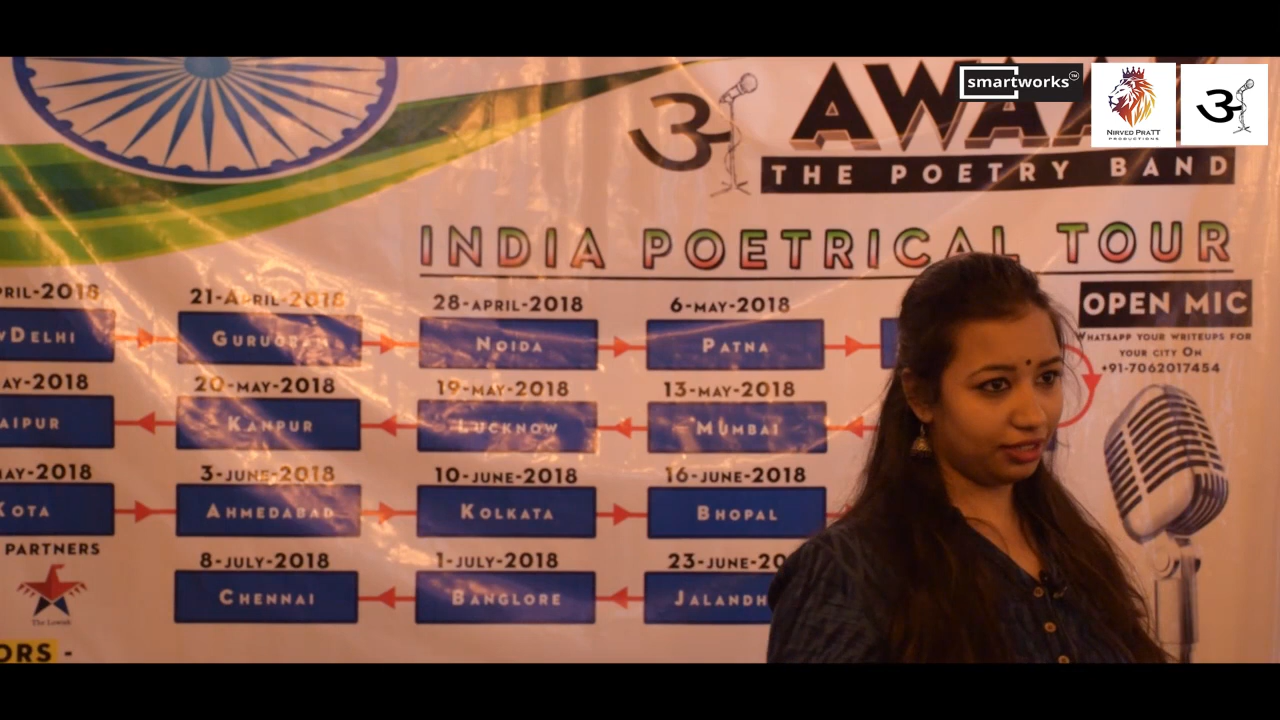 smartworks™
NIRVED PRATT
PRODUCTIONS
THE POETRY BAND
INDIA POETRICAL TOUR
PRIL-2018
21-APRIL-2018
28-APRIL-2018
6-MAY-2018
OPEN MIC
WHATSAPP YOUR WRITEUPS FOR
YOUR CITY ON
+91-7062017454
DELHI
GURUGRAM
NOIDA
PATNA
AY-2018
20-MAY-2018
19-MAY-2018
13-MAY-2018
AIPUR
KANPUR
LUCKNOW
MUMBAI
AY-2018
3-JUNE-2018
10-JUNE-2018
16-JUNE-2018
KOTA
AHMEDABAD
KOLKATA
BHOPAL
PARTNERS
8-JULY-2018
1-JULY-2018
23-JUNE-20
CHENNAI
BANGLORE
JALANDH
ORS -